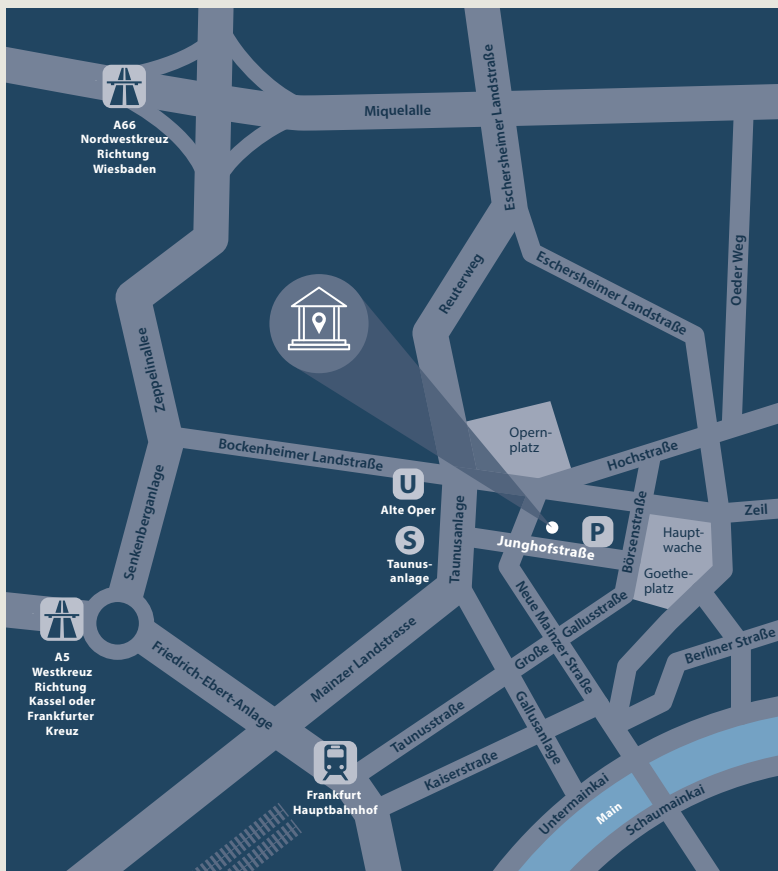 Miquelalle
A66
Nordwestkreuz
Richtung
Wiesbaden
Eschersheimer Landstraße
Oeder Weg
Reuterweg
Eschersheimer Landstraße
Zeppelinallee
Opern-
platz
Bockenheimer Landstraße
Hochstraße
U
Alte Oper
Zeil
Senkenberganlage
Taunusanlage
S
Taunus-
anlage
P
Junghofstraße
Börsenstraße
Haupt-
wache
Goethe-
platz
A5
Westkreuz
Richtung
Kassel oder
Frankfurter
Kreuz
Friedrich-Ebert-Anlage
Mainzer Landstrasse
Neue Mainzer Straße
Große Gallusstraße
Berliner Straße
Taunusstraße
Gallusanlage
Kaiserstraße
Frankfurt
Hauptbahnhof
Untermainkai
Main
Schaumainkai